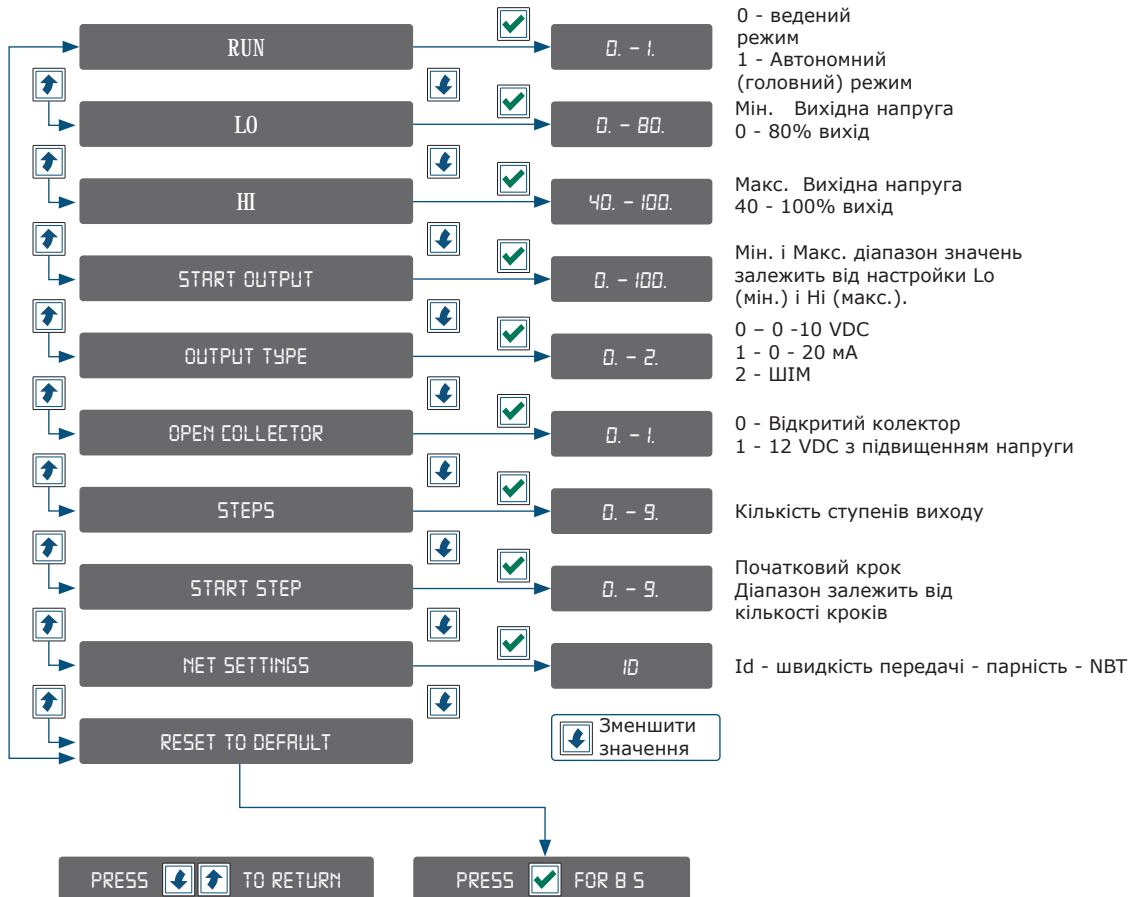 RUN
0. - 1.
0 - ведений
режим
1 - Автономний
(головний) режим
LO
0. - 80.
Мін. Вихідна напруга
0 - 80% вихід
HI
40. - 100.
Макс. Вихідна напруга
40 - 100% вихід
START OUTPUT
0. - 100.
Мін. і Макс. діапазон значень
залежить від настройки Lo
(мін.) і Hi (макс.).
OUTPUT TYPE
0. - 2.
0 – 0 -10 VDC
1 - 0 - 20 мА
2 - ШІМ
OPEN COLLECTOR
0. - 1.
0 - Відкритий колектор
1 - 12 VDC з підвищенням напруги
STEPS
0. - 9.
Кількість ступенів виходу
START STEP
0. - 9.
Початковий крок
Діапазон залежить від
кількості кроків
NET SETTINGS
ID
Id - швидкість передачі - парність - NBT
RESET TO DEFAULT
Зменшити
значення
PRESS TO RETURN
PRESS FOR 8 S